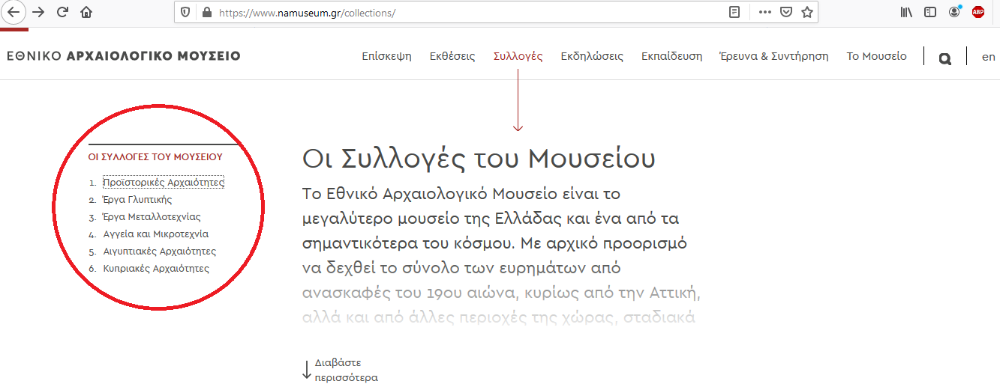 https://www.namuseum.gr/collections/
ABP
ΕΘΝΙΚΟ ΑΡΧΑΙΟΛΟΓΙΚΟ ΜΟΥΣΕΙΟ
Επίσκεψη Εκθέσεις Συλλογές Εκδηλώσεις Εκπαίδευση Έρευνα & Συντήρηση Το Μουσείο en
ΟΙ ΣΥΛΛΟΓΕΣ ΤΟΥ ΜΟΥΣΕΙΟΥ
1. Προϊστορικές Αρχαιότητες
2. Έργα Γλυπτικής
3. Έργα Μεταλλοτεχνίας
4. Αγγεία και Μικροτεχνία
5. Αιγυπτιακές Αρχαιότητες
6. Κυπριακές Αρχαιότητες
Οι Συλλογές του Μουσείου
Το Εθνικό Αρχαιολογικό Μουσείο είναι το
μεγαλύτερο μουσείο της Ελλάδας και ένα από τα
σημαντικότερα του κόσμου. Με αρχικό προορισμό
να δεχθεί το σύνολο των ευρημάτων από
ανασκαφές του 19ου αιώνα, κυρίως από την Αττική,
αλλά και από άλλες περιοχές της χώρας, σταδιακά
Διαβάστε
περισσότερα